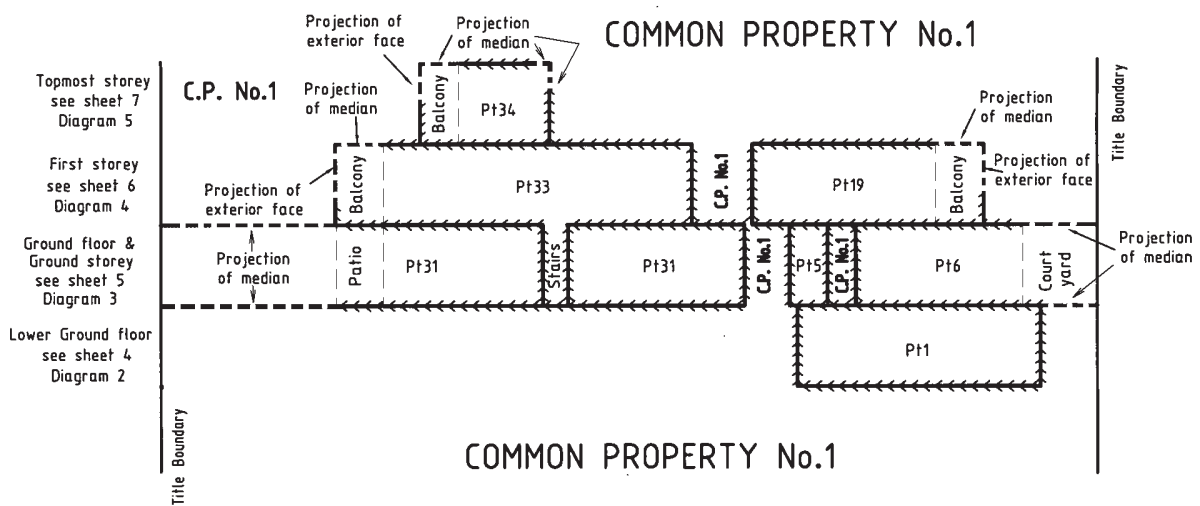 Projection of
exterior face
Projection
of median
COMMON PROPERTY No.1
Topmost storey
see sheet 7
Diagram 5
C.P. No.1
Projection
of median
Balcony
Pt34
Projection
of median
Title Boundary
First storey
see sheet 6
Diagram 4
Projection of
exterior face
Balcony
Pt33
C.P. No.1
Pt19
Balcony
Projection of
exterior face
Ground floor &
Ground storey
see sheet 5
Diagram 3
Projection
of median
Patio
Pt31
Stairs
Pt31
C.P. No.1
Pt5
C.P. No.1
Pt6
Court
yard
Projection
of median
Lower Ground floor
see sheet 4
Diagram 2
Pt1
Title Boundary
COMMON PROPERTY No.1